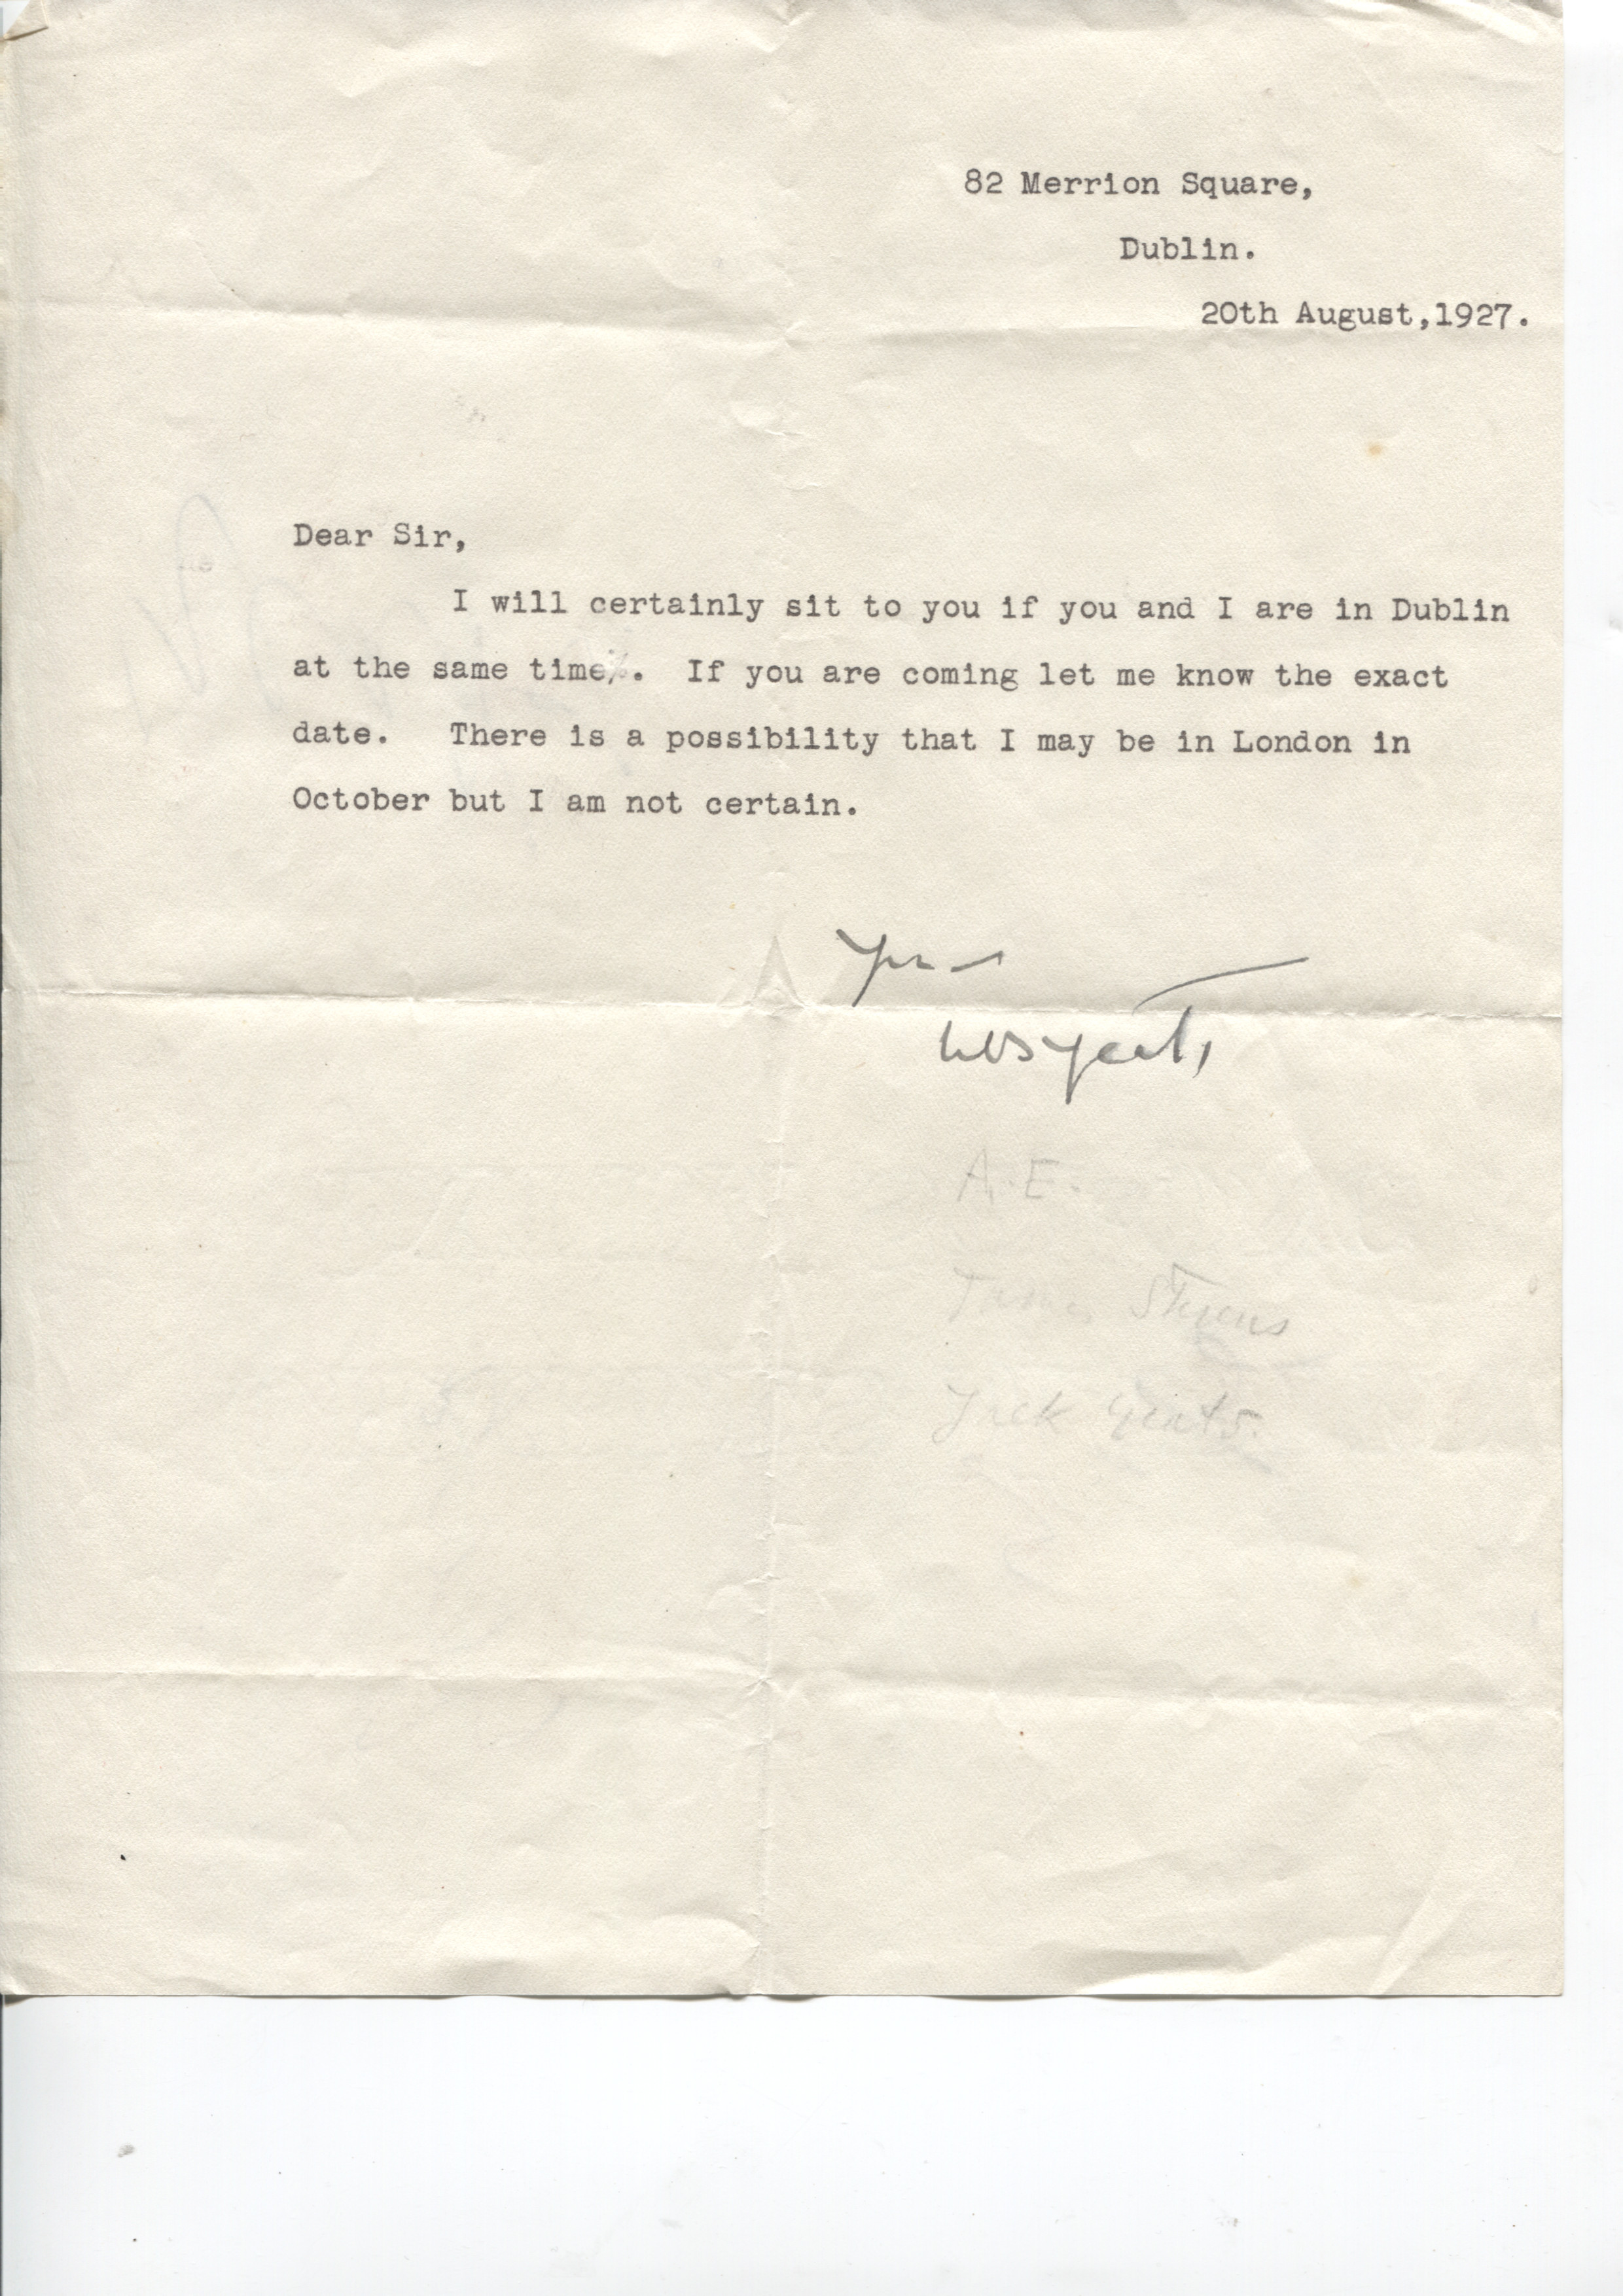 82 Merrion Square,
Dublin.
20th August,1927.
Dear Sir,
I will certainly sit to you if you and I are in Dublin
at the same time. If you are coming let me know the exact
date. There is a possibility that I may be in London in
October but I am not certain.
Yrs
WBYeats
A.E.
James Stephens
Jack Yeats.